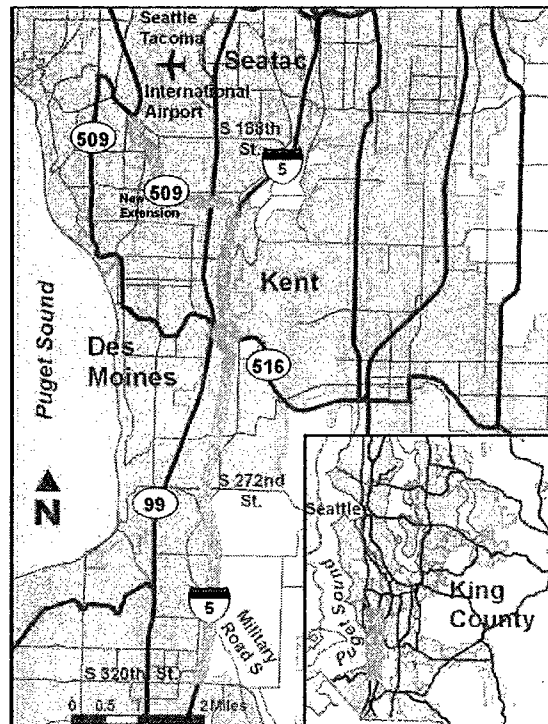 Seattle
Tacoma
International
Airport
Seatac
509
S 188th
St.
5
509
New
Extension
Kent
Puget Sound
Des
Moines
516
N
S 272nd
St.
99
Seattle
King
County
Puget Sound
5
Military
Road S
S 320th St.
0 0.5 1 2 Miles